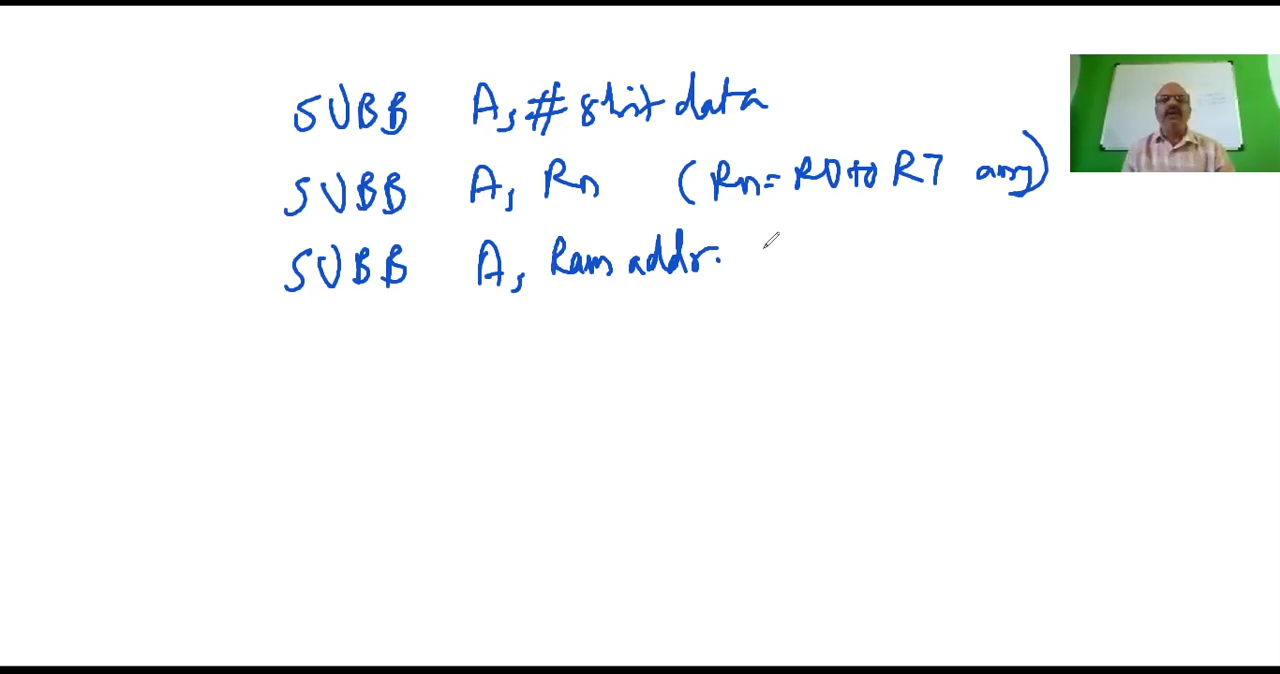 SUBB A, # 8bit data
SUBB A, Rn (Rn = R0 to R7 any)
SUBB A, Ram addr.